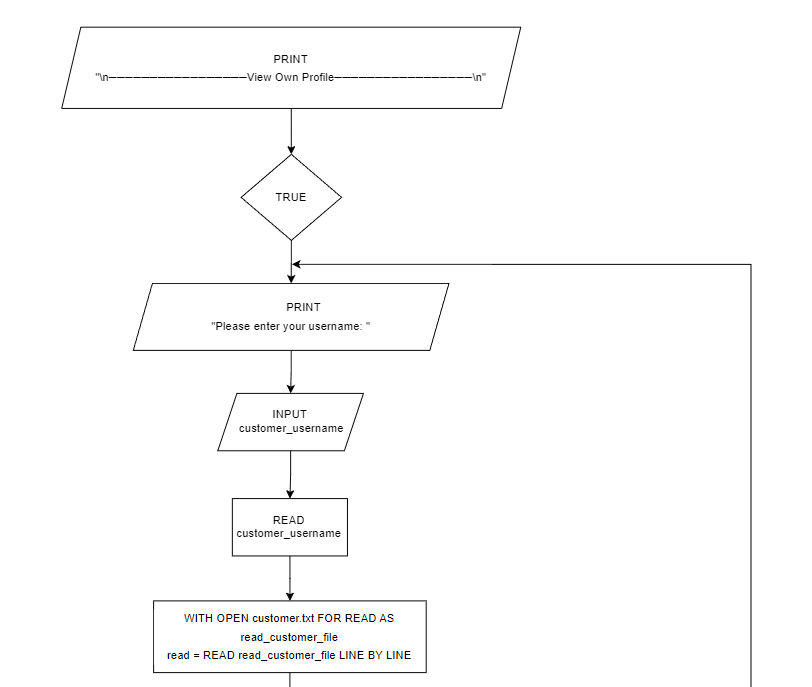 PRINT
"\n-----------------View Own Profile-----------------\n"
TRUE
PRINT
"Please enter your username: "
INPUT
customer_username
READ
customer_username
WITH OPEN customer.txt FOR READ AS
read_customer_file
read = READ read_customer_file LINE BY LINE